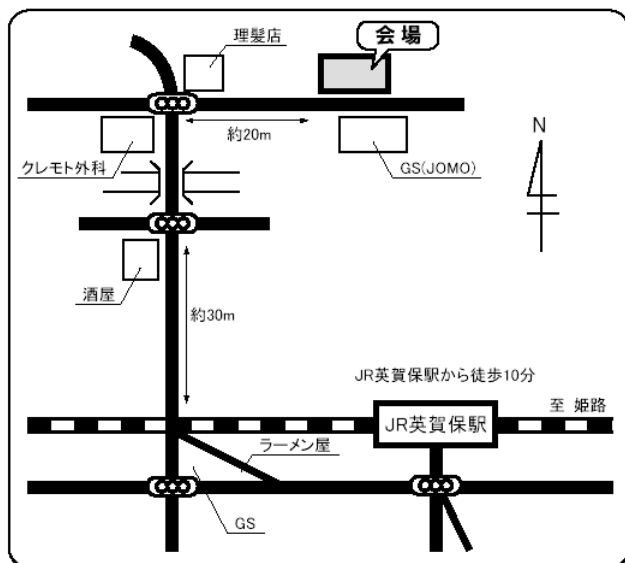 理髪店
会場
約20m
クレモト外科
GS(JOMO)
N
酒屋
約30m
JR英賀保駅から徒歩10分
至 姫路
JR英賀保駅
ラーメン屋
GS